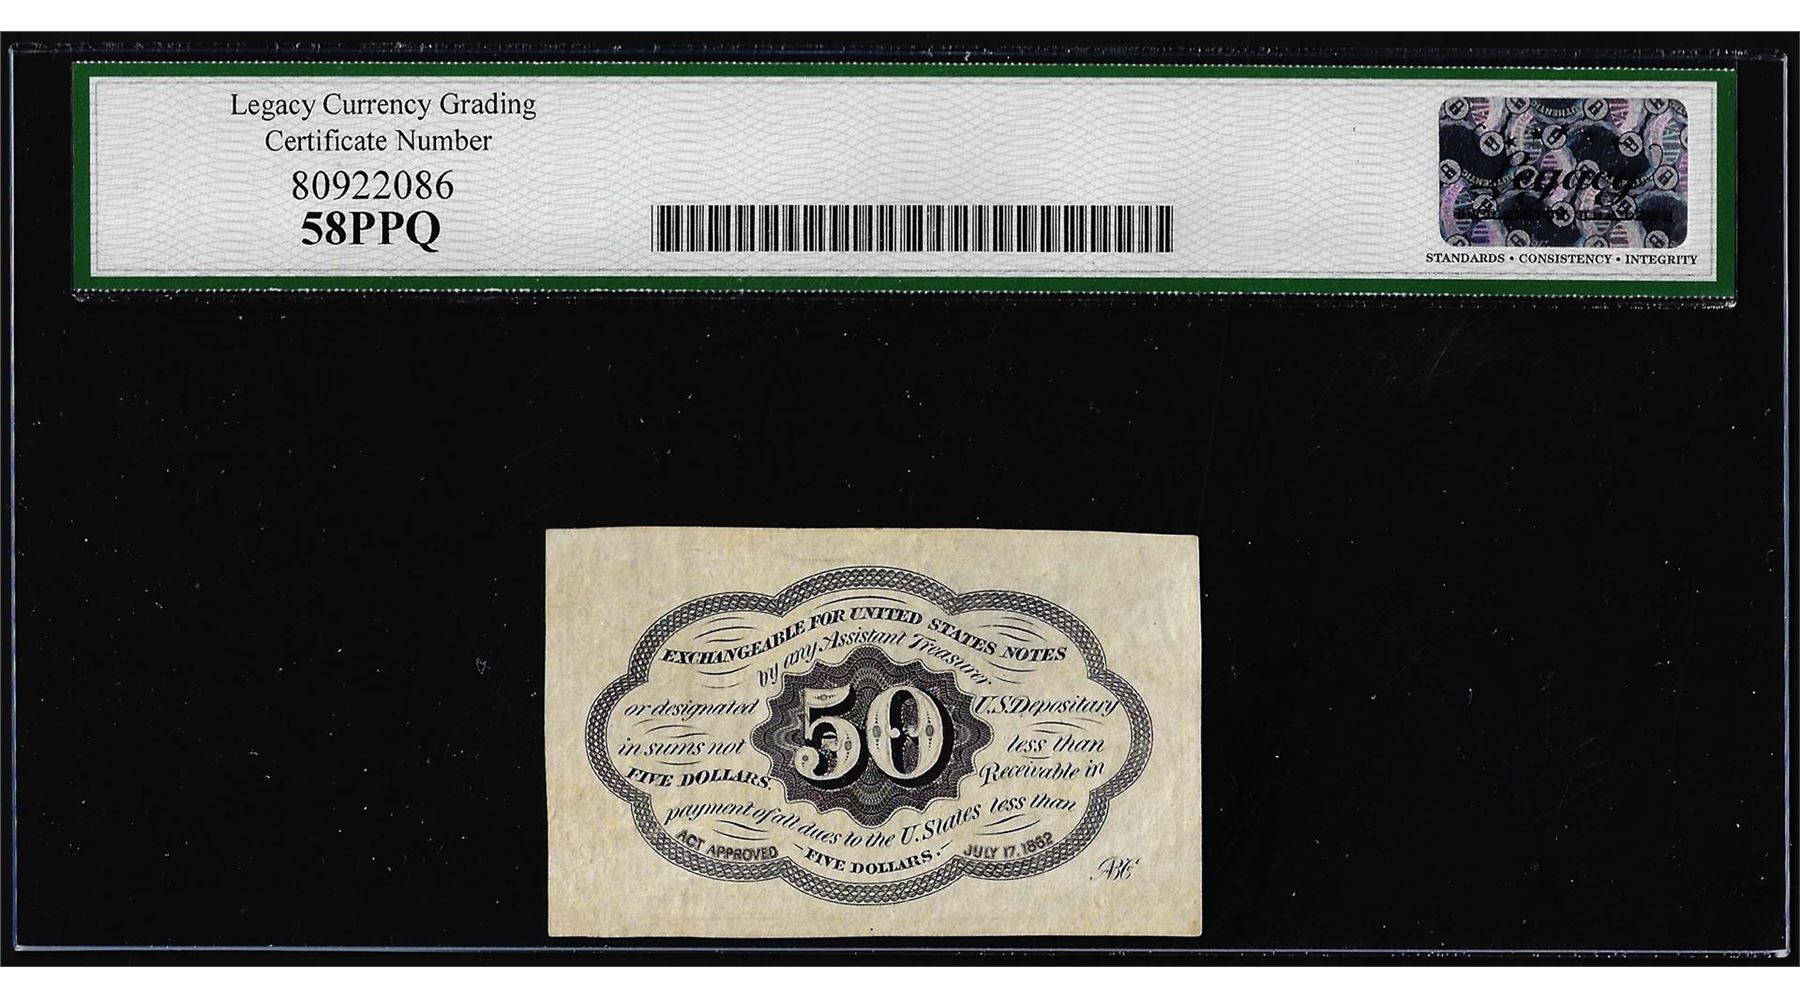 Legacy Currency Grading
Certificate Number
80922086
58PPQ
Legacy
STANDARDS • CONSISTENCY • INTEGRITY
EXCHANGEABLE FOR UNITED STATES NOTES
by any Assistant Treasurer
or designated U.S. Depositary
in sums not less than
FIVE DOLLARS. Receivable in
payment of all dues to the U. States less than
FIVE DOLLARS.
ACT APPROVED JULY 17. 1862
50
ABC